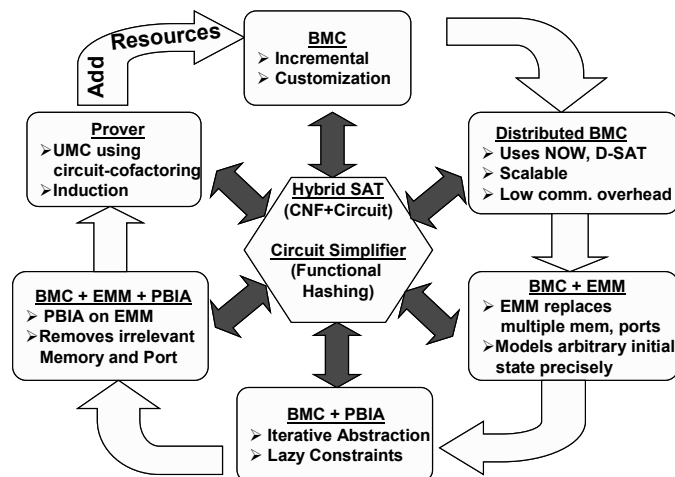 Add Resources
BMC
➢ Incremental
➢ Customization
Prover
➢UMC using
circuit-cofactoring
➢Induction
Distributed BMC
➢ Uses NOW, D-SAT
➢ Scalable
➢ Low comm. overhead
Hybrid SAT
(CNF+Circuit)
Circuit Simplifier
(Functional
Hashing)
BMC + EMM + PBIA
➢ PBIA on EMM
➢Removes irrelevant
Memory and Port
BMC + EMM
➢ EMM replaces
multiple mem, ports
➢Models arbitrary initial
state precisely
BMC + PBIA
➢ Iterative Abstraction
➢ Lazy Constraints